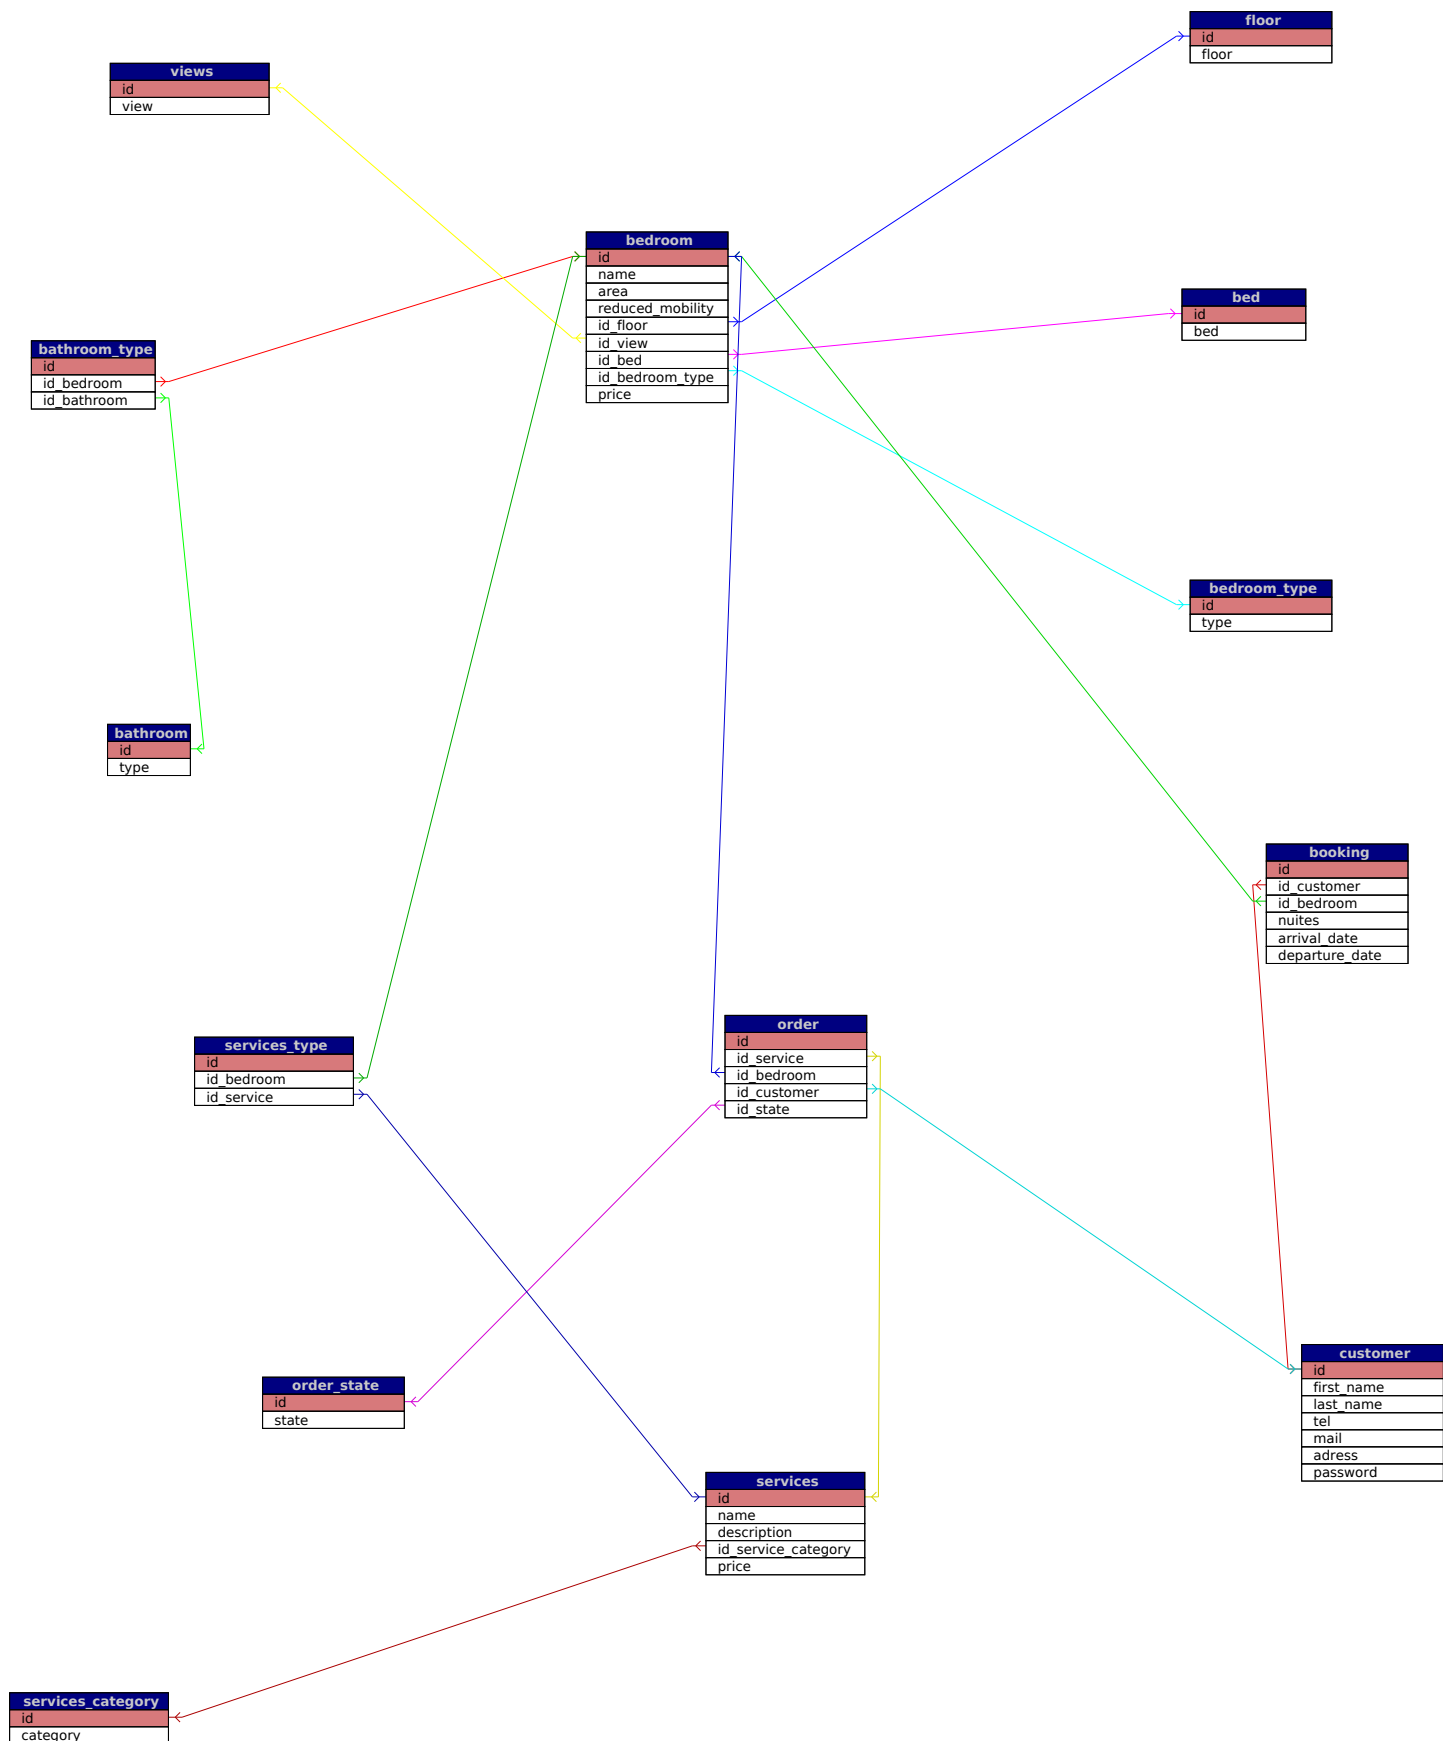 floor
id
floor
views
id
view
bedroom
id
name
area
reduced_mobility
id_floor
id_view
id_bed
id_bedroom_type
price
bed
id
bed
bathroom_type
id
id_bedroom
id_bathroom
bedroom_type
id
type
bathroom
id
type
booking
id
id_customer
id_bedroom
nuites
arrival_date
departure_date
order
id
id_service
id_bedroom
id_customer
id_state
services_type
id
id_bedroom
id_service
customer
id
first_name
last_name
tel
mail
adress
password
order_state
id
state
services
id
name
description
id_service_category
price
services_category
id
category